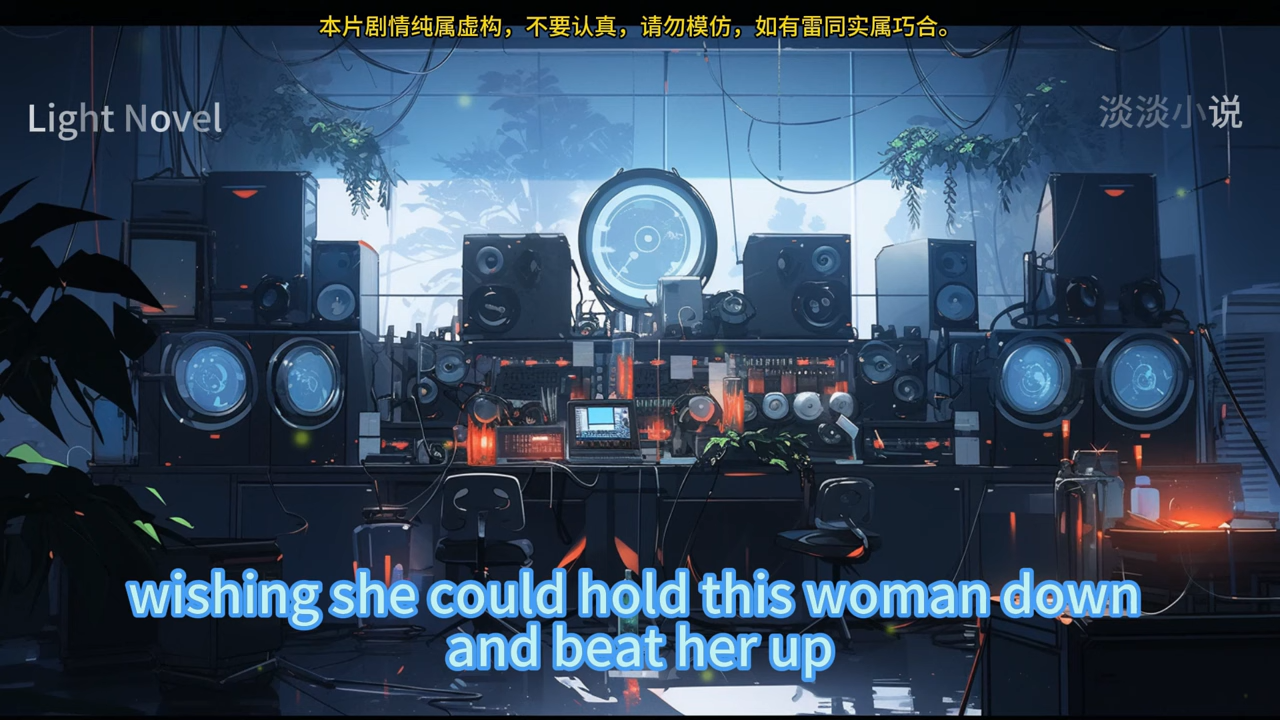 本片剧情纯属虚构，不要认真，请勿模仿，如有雷同实属巧合。
Light Novel
淡淡小说
wishing she could hold this woman down
and beat her up